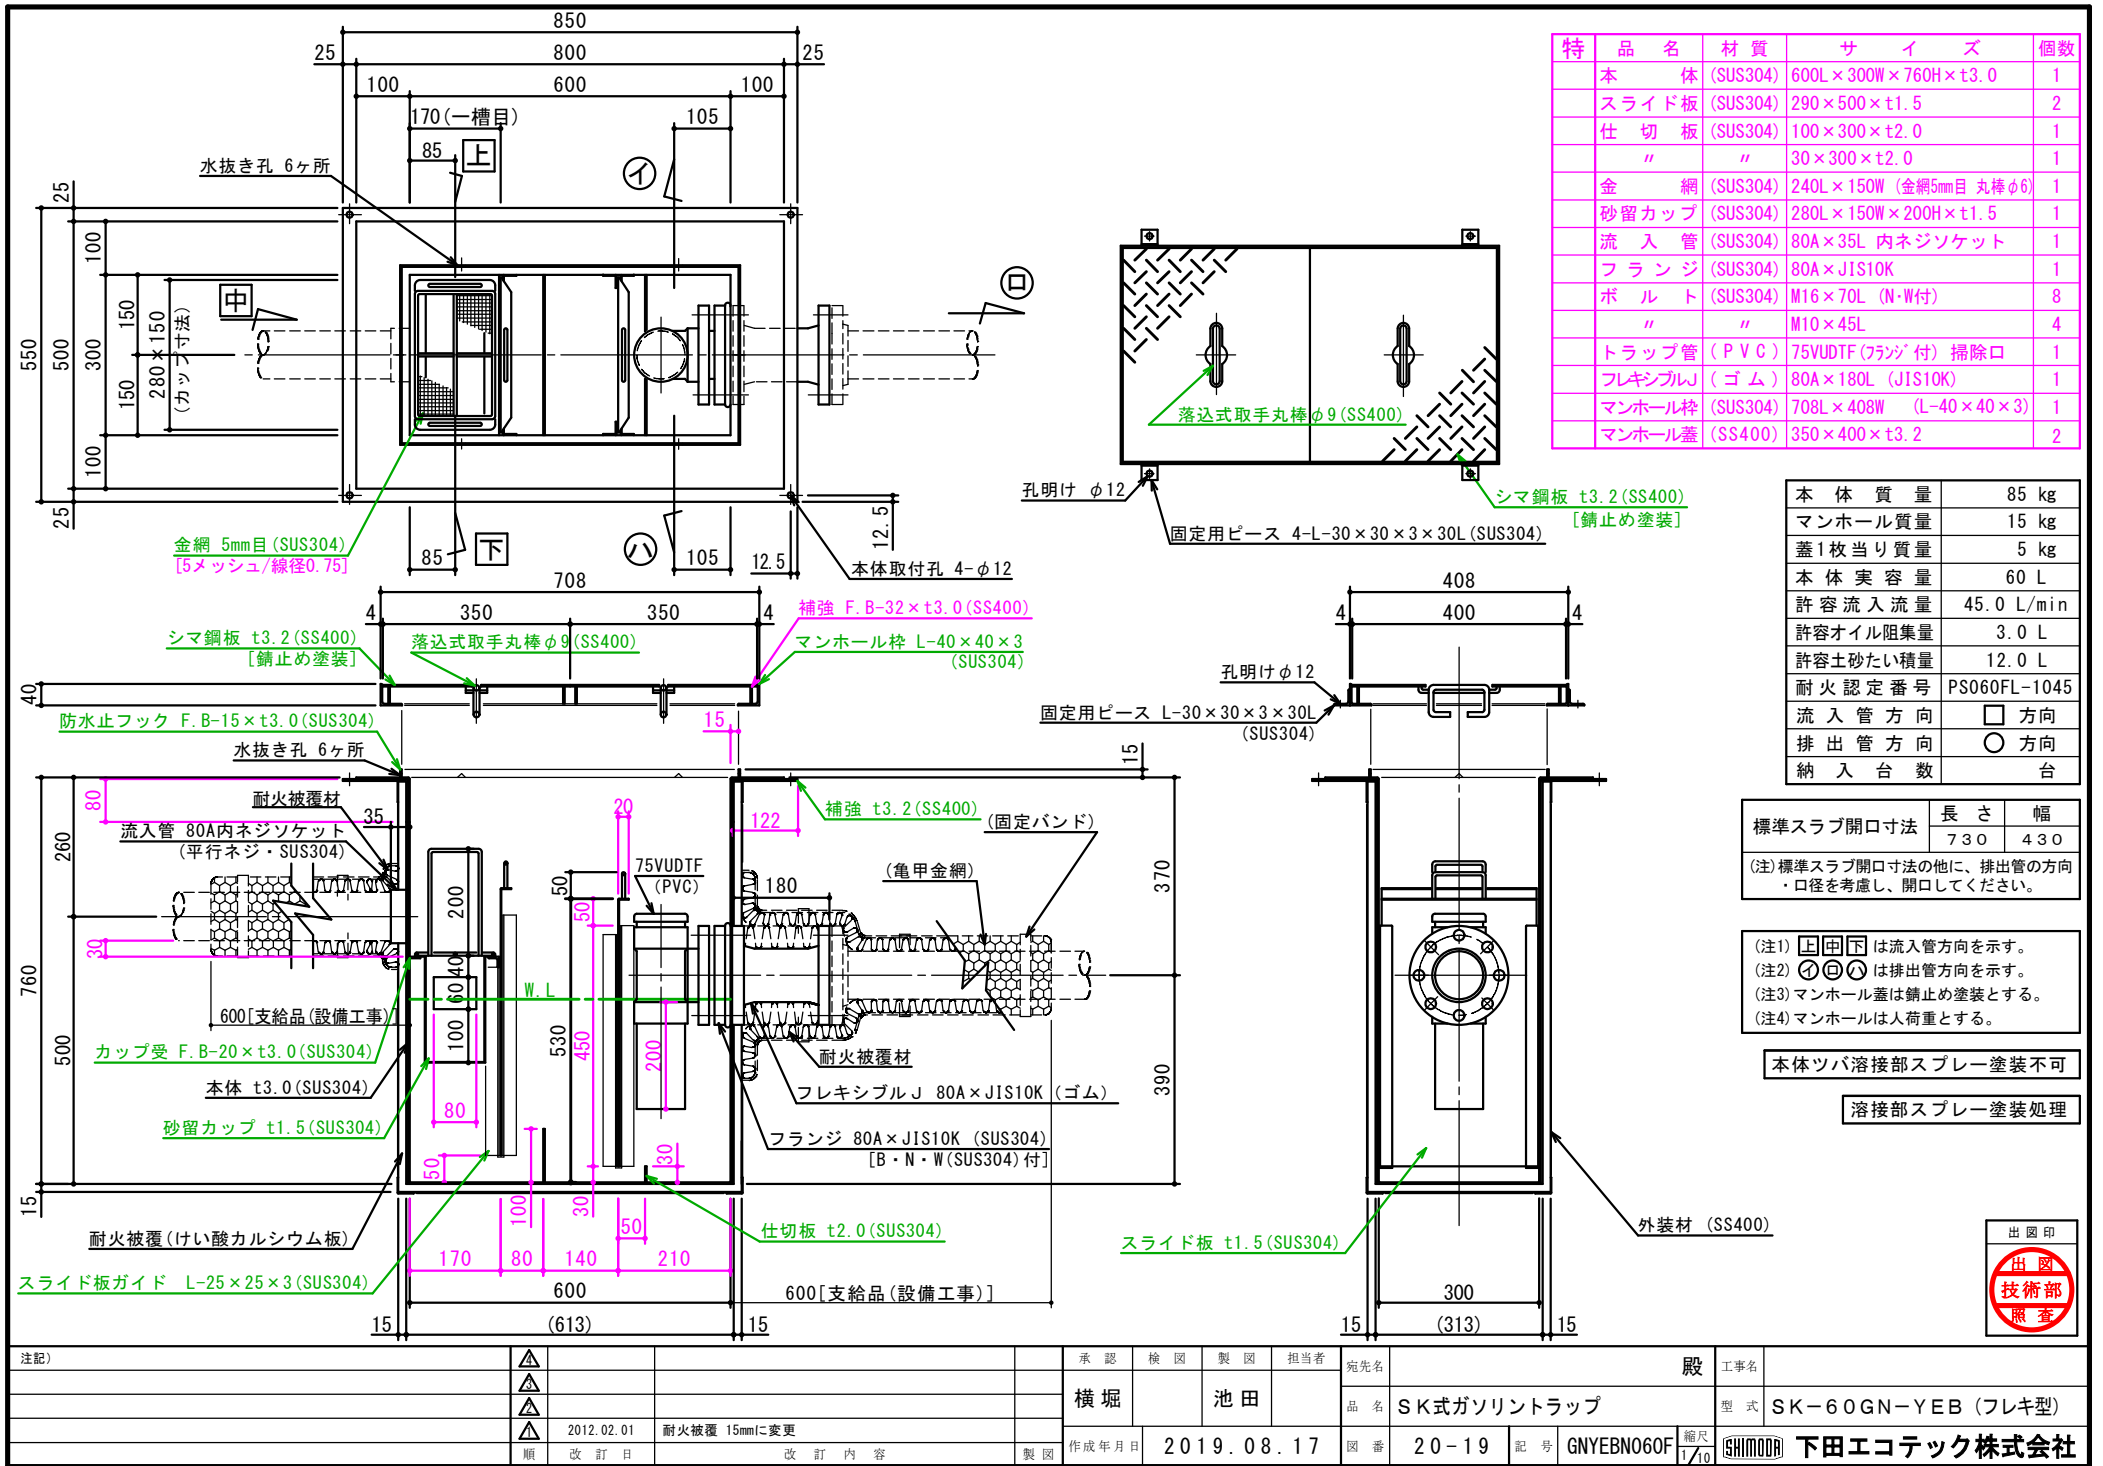 850
25 800 25
100 600 100
170(一槽目) 105
85 上 イ
水抜き孔 6ヶ所
25
100
150
150
100
25
550 500 300
280×150
(カップ寸法)
中
ロ
金網 5mm目(SUS304)
[5メッシュ/線径0.75]
85 下 ハ 105
12.5
12.5
本体取付孔 4-φ12
落込式取手丸棒φ9(SS400)
孔明け φ12
固定用ピース 4-L-30×30×3×30L(SUS304)
シマ鋼板 t3.2(SS400)
[錆止め塗装]
特 品名 材質 サイズ 個数
本体 (SUS304) 600L×300W×760H×t3.0 1
スライド板 (SUS304) 290×500×t1.5 2
仕切板 (SUS304) 100×300×t2.0 1
〃 〃 30×300×t2.0 1
金網 (SUS304) 240L×150W (金網5mm目 丸棒φ6) 1
砂留カップ (SUS304) 280L×150W×200H×t1.5 1
流入管 (SUS304) 80A×35L 内ネジソケット 1
フランジ (SUS304) 80A×JIS10K 1
ボルト (SUS304) M16×70L (N・W付) 8
〃 〃 M10×45L 4
トラップ管 (PVC) 75VUDTF(フランジ付) 掃除口 1
フレキシブルJ (ゴム) 80A×180L (JIS10K) 1
マンホール枠 (SUS304) 708L×408W (L-40×40×3) 1
マンホール蓋 (SS400) 350×400×t3.2 2
本体質量 85 kg
マンホール質量 15 kg
蓋1枚当り質量 5 kg
本体実容量 60 L
許容流入流量 45.0 L/min
許容オイル阻集量 3.0 L
許容土砂たい積量 12.0 L
耐火認定番号 PS060FL-1045
流入管方向 □ 方向
排出管方向 ○ 方向
納入台数 台
標準スラブ開口寸法 長さ 幅
730 430
(注)標準スラブ開口寸法の他に、排出管の方向
・口径を考慮し、開口してください。
(注1) 上中下 は流入管方向を示す。
(注2) イロハ は排出管方向を示す。
(注3)マンホール蓋は錆止め塗装とする。
(注4)マンホールは人荷重とする。
本体ツバ溶接部スプレー塗装不可
溶接部スプレー塗装処理
708
4 350 350 4
補強 F.B-32×t3.0(SS400)
シマ鋼板 t3.2(SS400)
[錆止め塗装]
落込式取手丸棒φ9(SS400)
マンホール枠 L-40×40×3
(SUS304)
40
防水止フック F.B-15×t3.0(SUS304)
15
水抜き孔 6ヶ所
408
4 400 4
孔明けφ12
固定用ピース L-30×30×3×30L
(SUS304)
15
80
耐火被覆材
35
流入管 80A内ネジソケット
(平行ネジ・SUS304)
260
760
500
15
30
200
40
60
100
80
600[支給品(設備工事)]
カップ受 F.B-20×t3.0(SUS304)
本体 t3.0(SUS304)
砂留カップ t1.5(SUS304)
W.L
20
50
50
530
450
30
50
100
200
30
50
75VUDTF
(PVC)
122
補強 t3.2(SS400)
(固定バンド)
180
(亀甲金網)
370
390
耐火被覆材
フレキシブルJ 80A×JIS10K (ゴム)
フランジ 80A×JIS10K (SUS304)
[B・N・W(SUS304)付]
仕切板 t2.0(SUS304)
耐火被覆(けい酸カルシウム板)
スライド板ガイド L-25×25×3(SUS304)
170 80 140 210
600
600[支給品(設備工事)]
15 (613) 15
スライド板 t1.5(SUS304)
外装材 (SS400)
300
15 (313) 15
出図印
出図
技術部
照査
注記)
4
3
2
1 2012.02.01 耐火被覆 15mmに変更
順 改訂日 改訂内容 製図
承認 検図 製図 担当者
横堀 池田
作成年月日 2019.08.17
宛先名 殿 工事名
品名 SK式ガソリントラップ 型式 SK-60GN-YEB (フレキ型)
図番 20-19 記号 GNYEBN060F 縮尺 1/10 SHIMODA 下田エコテック株式会社